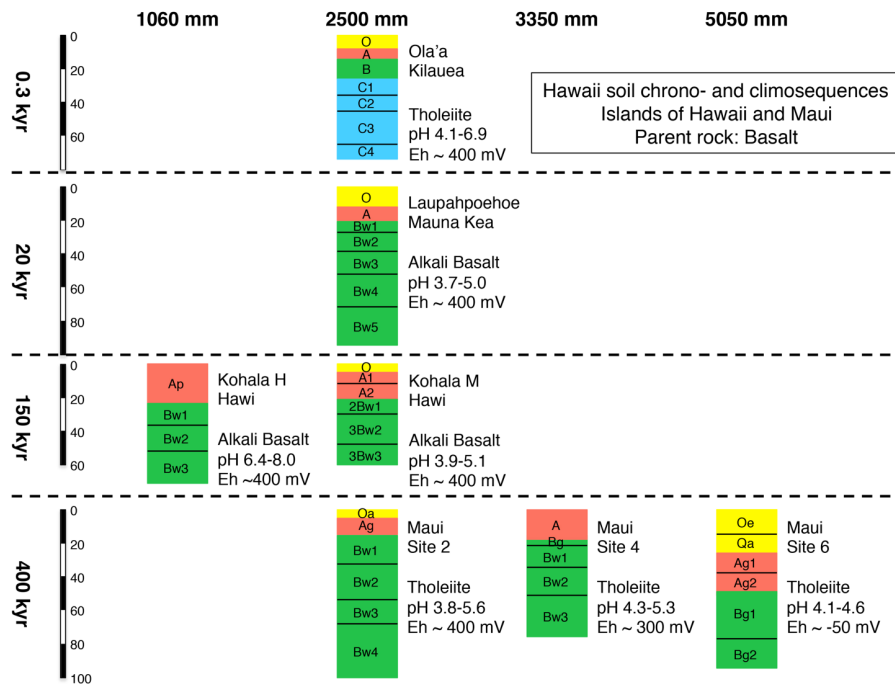 1060 mm
2500 mm
3350 mm
5050 mm
Hawaii soil chrono- and climosequences
Islands of Hawaii and Maui
Parent rock: Basalt
0.3 kyr
0
20
40
60
O
A
B
C1
C2
C3
C4
Ola'a
Kilauea
Tholeiite
pH 4.1-6.9
Eh ~ 400 mV
20 kyr
0
20
40
60
80
O
A
Bw1
Bw2
Bw3
Bw4
Bw5
Laupahpoehoe
Mauna Kea
Alkali Basalt
pH 3.7-5.0
Eh ~ 400 mV
150 kyr
0
20
40
60
Ap
Bw1
Bw2
Bw3
Kohala H
Hawi
Alkali Basalt
pH 6.4-8.0
Eh ~400 mV
O
A1
A2
2Bw1
3Bw2
3Bw3
Kohala M
Hawi
Alkali Basalt
pH 3.9-5.1
Eh ~ 400 mV
400 kyr
0
20
40
60
80
100
Oa
Ag
Bw1
Bw2
Bw3
Bw4
Maui
Site 2
Tholeiite
pH 3.8-5.6
Eh ~ 400 mV
A
Bg
Bw1
Bw2
Bw3
Maui
Site 4
Tholeiite
pH 4.3-5.3
Eh ~ 300 mV
Oe
Qa
Ag1
Ag2
Bg1
Bg2
Maui
Site 6
Tholeiite
pH 4.1-4.6
Eh ~ -50 mV